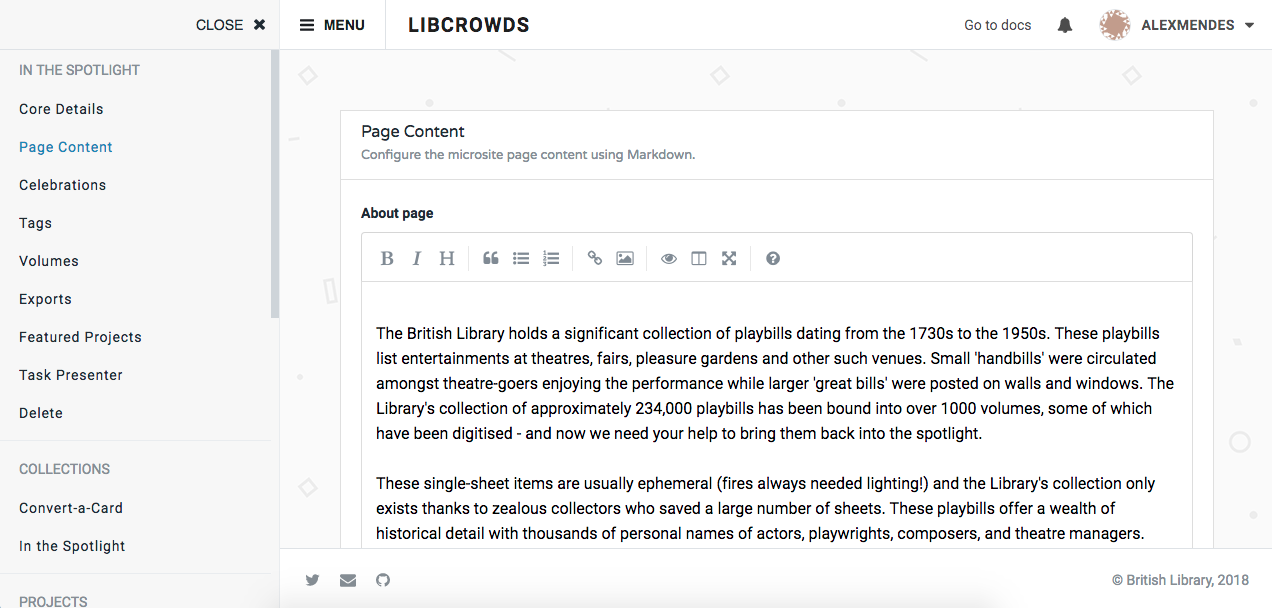 CLOSE ✖
MENU
LIBCROWDS
Go to docs
ALEXMENDES
IN THE SPOTLIGHT
Core Details
Page Content
Celebrations
Tags
Volumes
Exports
Featured Projects
Task Presenter
Delete
COLLECTIONS
Convert-a-Card
In the Spotlight
PROJECTS
Page Content
Configure the microsite page content using Markdown.
About page
B I H
The British Library holds a significant collection of playbills dating from the 1730s to the 1950s. These playbills
list entertainments at theatres, fairs, pleasure gardens and other such venues. Small 'handbills' were circulated
amongst theatre-goers enjoying the performance while larger 'great bills' were posted on walls and windows. The
Library's collection of approximately 234,000 playbills has been bound into over 1000 volumes, some of which
have been digitised - and now we need your help to bring them back into the spotlight.
These single-sheet items are usually ephemeral (fires always needed lighting!) and the Library's collection only
exists thanks to zealous collectors who saved a large number of sheets. These playbills offer a wealth of
historical detail with thousands of personal names of actors, playwrights, composers, and theatre managers.
© British Library, 2018